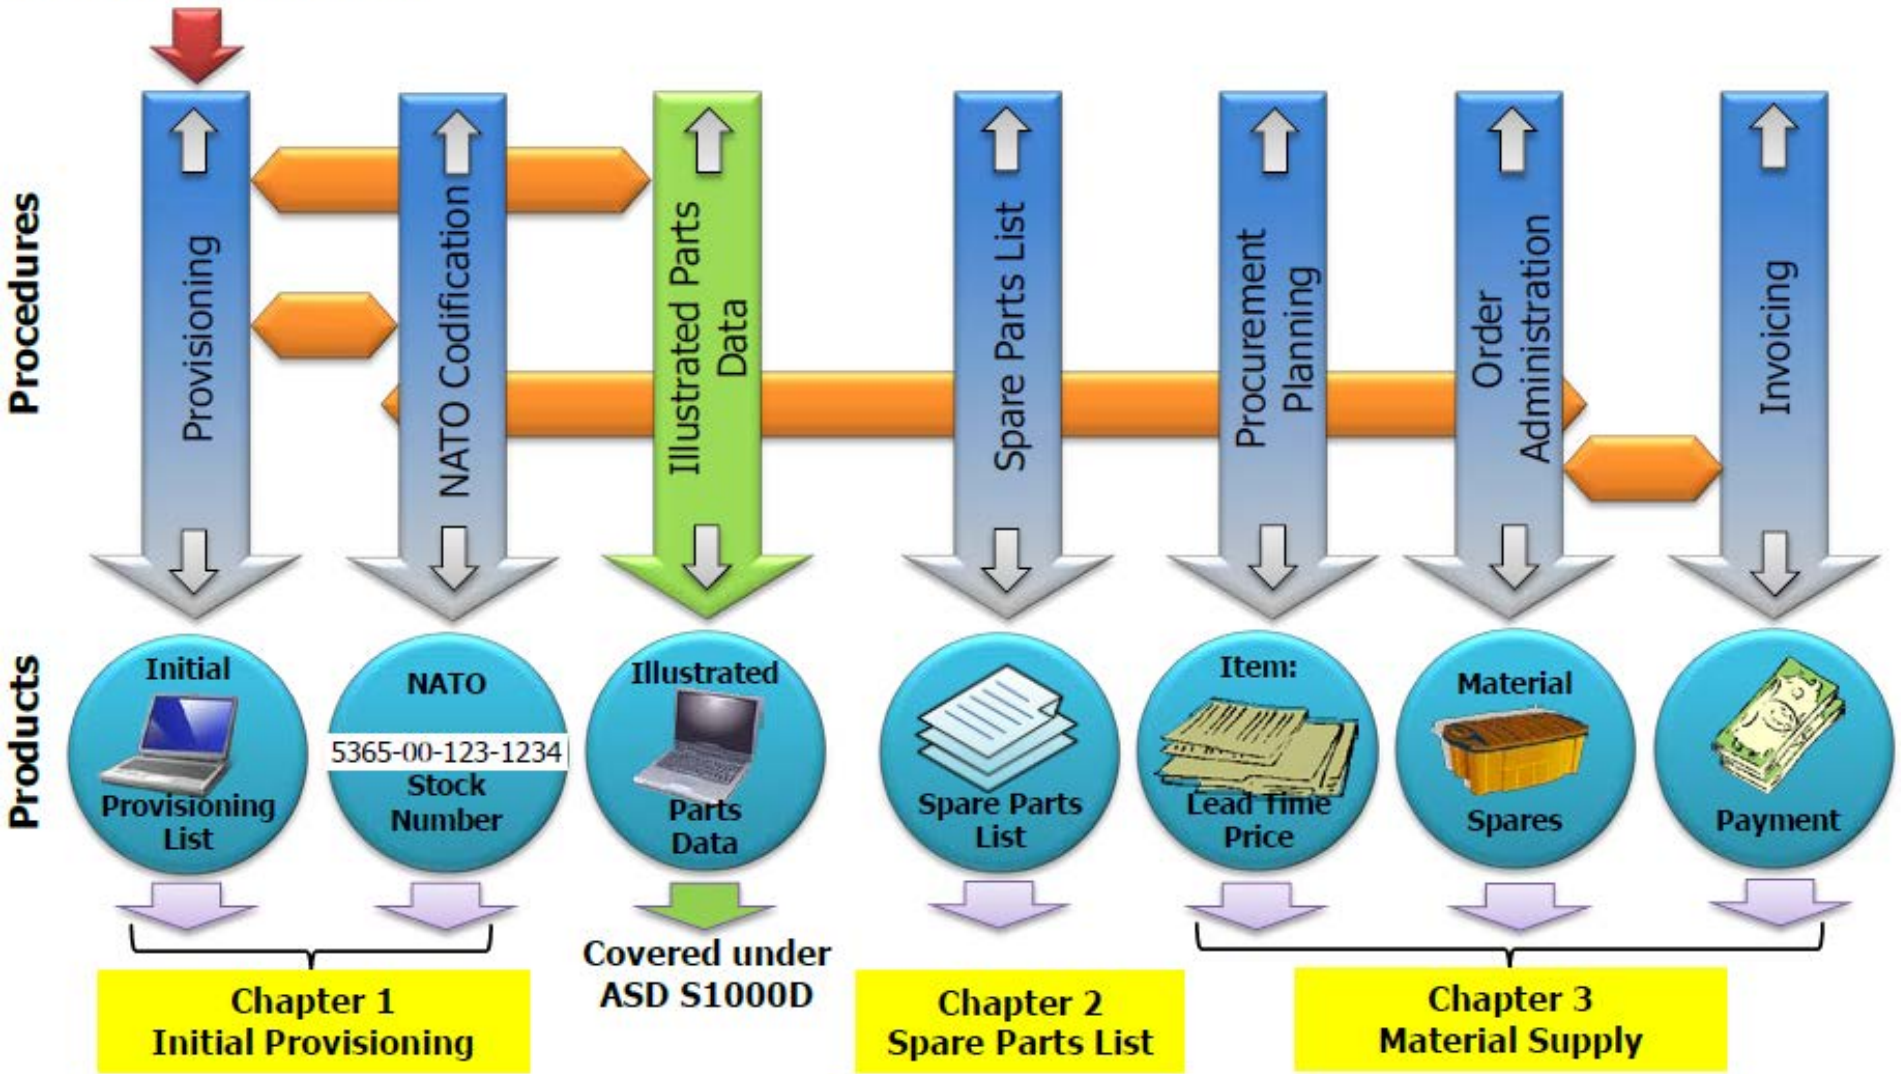 Procedures
Provisioning
NATO Codification
Illustrated Parts
Data
Spare Parts List
Procurement
Planning
Order
Administration
Invoicing
Products
Initial
Provisioning
List
NATO
5365-00-123-1234
Stock
Number
Illustrated
Parts
Data
Spare Parts
List
Item:
Lead Time
Price
Material
Spares
Payment
Chapter 1
Initial Provisioning
Covered under
ASD S1000D
Chapter 2
Spare Parts List
Chapter 3
Material Supply